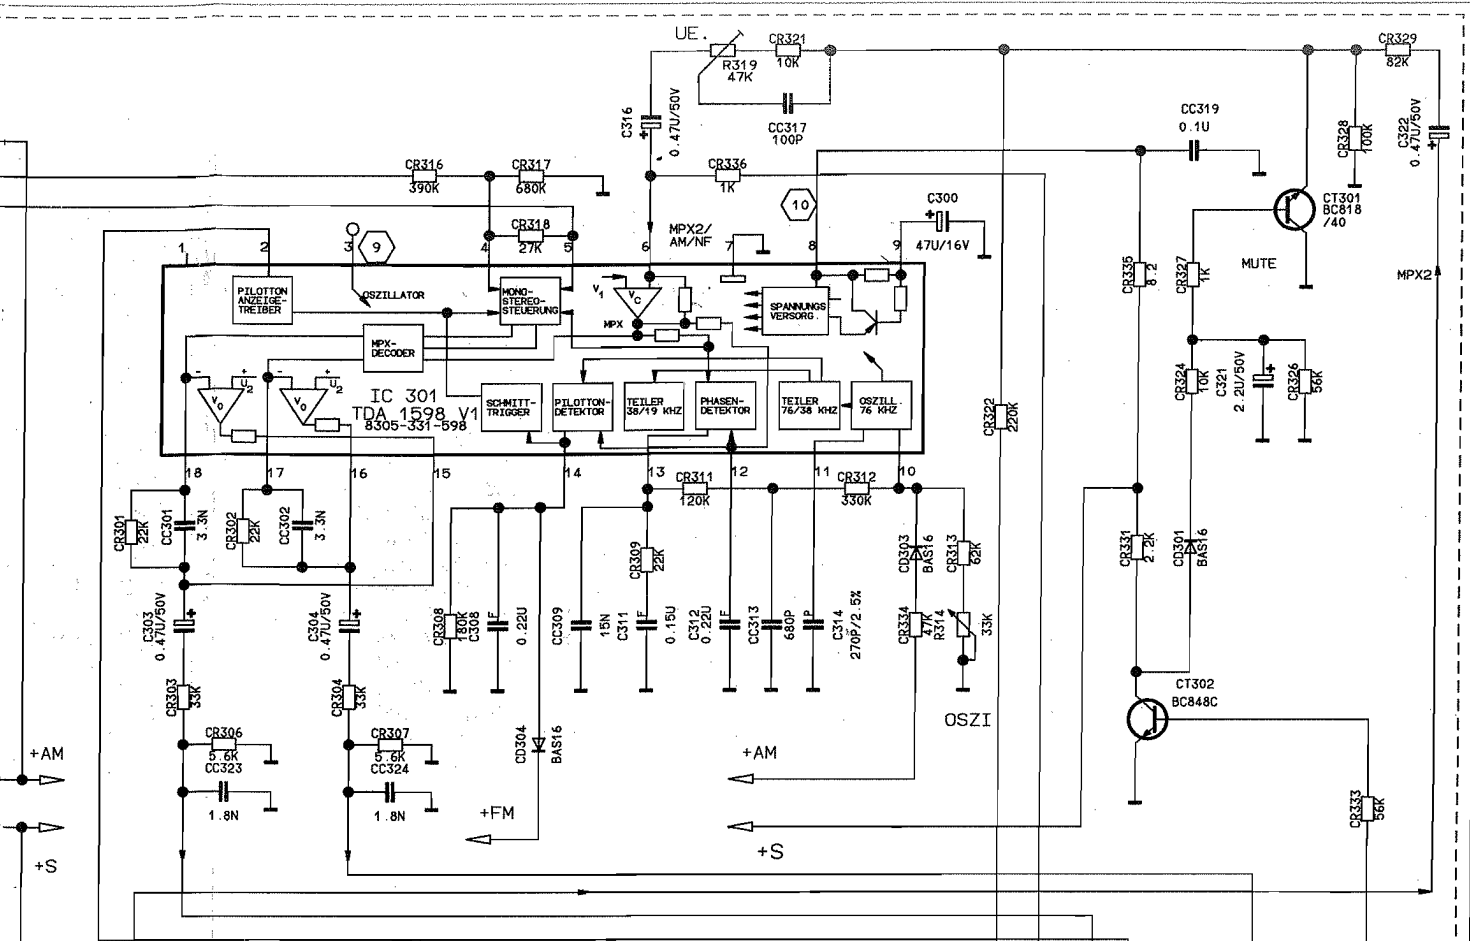 UE.
R319
47K
CR321
10K
CC317
100P
C316
0.47U/50V
CR329
82K
CC319
0.1U
CR328
100K
C322
0.47U/50V
CT301
BC818
/40
CR316
390K
CR317
680K
CR318
27K
CR336
1K
10
C300
47U/16V
MPX2/
AM/NF
1
2
3
9
4
5
6
7
8
9
CR335
8.2
CR327
1K
MUTE
MPX2
PILOTTON
ANZEIGE-
TREIBER
OSZILLATOR
MONO-
STEREO-
STEUERUNG
V1
VC
MPX
SPANNUNGS
VERSORG.
MPX-
DECODER
- +
U2
VO
- +
U2
VO
IC 301
TDA 1598 V1
8305-331-598
SCHMITT-
TRIGGER
PILOTTON-
DETEKTOR
TEILER
38/19 KHZ
PHASEN-
DETEKTOR
TEILER
76/38 KHZ
OSZILL.
76 KHZ
CR322
220K
CR324
10K
C321
2.2U/50V
CR326
56K
18
17
16
15
14
13
12
11
10
CR311
120K
CR312
330K
CR301
22K
CC301
3.3N
CR302
22K
CC302
3.3N
CR309
22K
CD303
BAS16
CR313
62K
CR331
2.2K
CD301
BAS16
C303
0.47U/50V
C304
0.47U/50V
CR308
180K
C308
F
0.22U
CC309
15N
C311
F
0.15U
C312
F
0.22U
CC313
680P
P
C314
270P/2.5%
CR334
47K
R314
33K
CR303
33K
CR304
33K
CT302
BC848C
OSZI
CR306
5.6K
CC323
1.8N
CR307
5.6K
CC324
1.8N
CD304
BAS16
+AM
+AM
+FM
+S
+S
CR333
56K